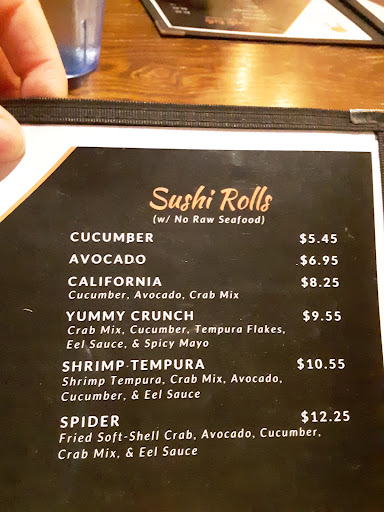 Sushi Rolls
(w/ No Raw Seafood)
CUCUMBER $5.45
AVOCADO $6.95
CALIFORNIA $8.25
Cucumber, Avocado, Crab Mix
YUMMY CRUNCH $9.55
Crab Mix, Cucumber, Tempura Flakes,
Eel Sauce, & Spicy Mayo
SHRIMP TEMPURA $10.55
Shrimp Tempura, Crab Mix, Avocado,
Cucumber, & Eel Sauce
SPIDER $12.25
Fried Soft-Shell Crab, Avocado, Cucumber,
Crab Mix, & Eel Sauce